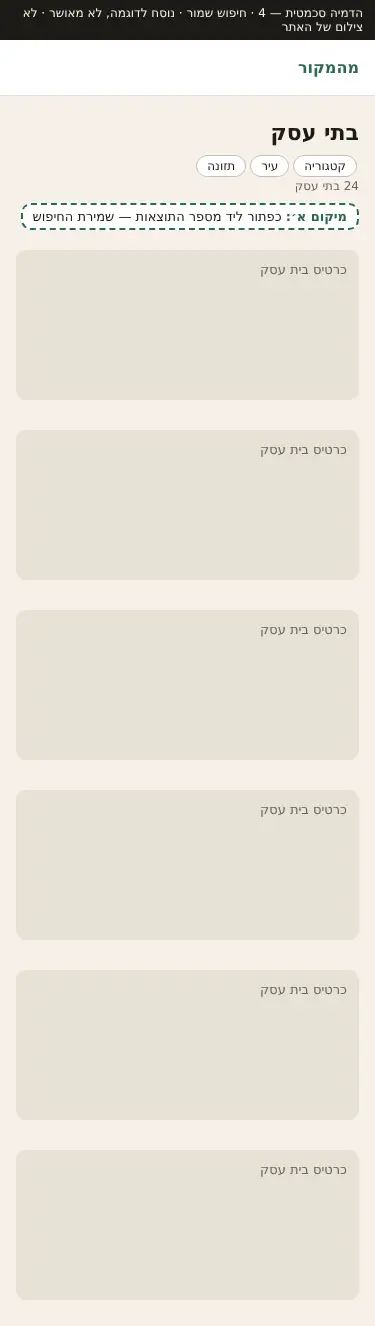 הדמיה סכמטית — 4 · חיפוש שמור · נוסח לדוגמה, לא מאושר · לא
צילום של האתר
מהמקור
בתי עסק
קטגוריה
עיר
תזונה
24 בתי עסק
מיקום א׳: כפתור ליד מספר התוצאות — שמירת החיפוש
כרטיס בית עסק
כרטיס בית עסק
כרטיס בית עסק
כרטיס בית עסק
כרטיס בית עסק
כרטיס בית עסק